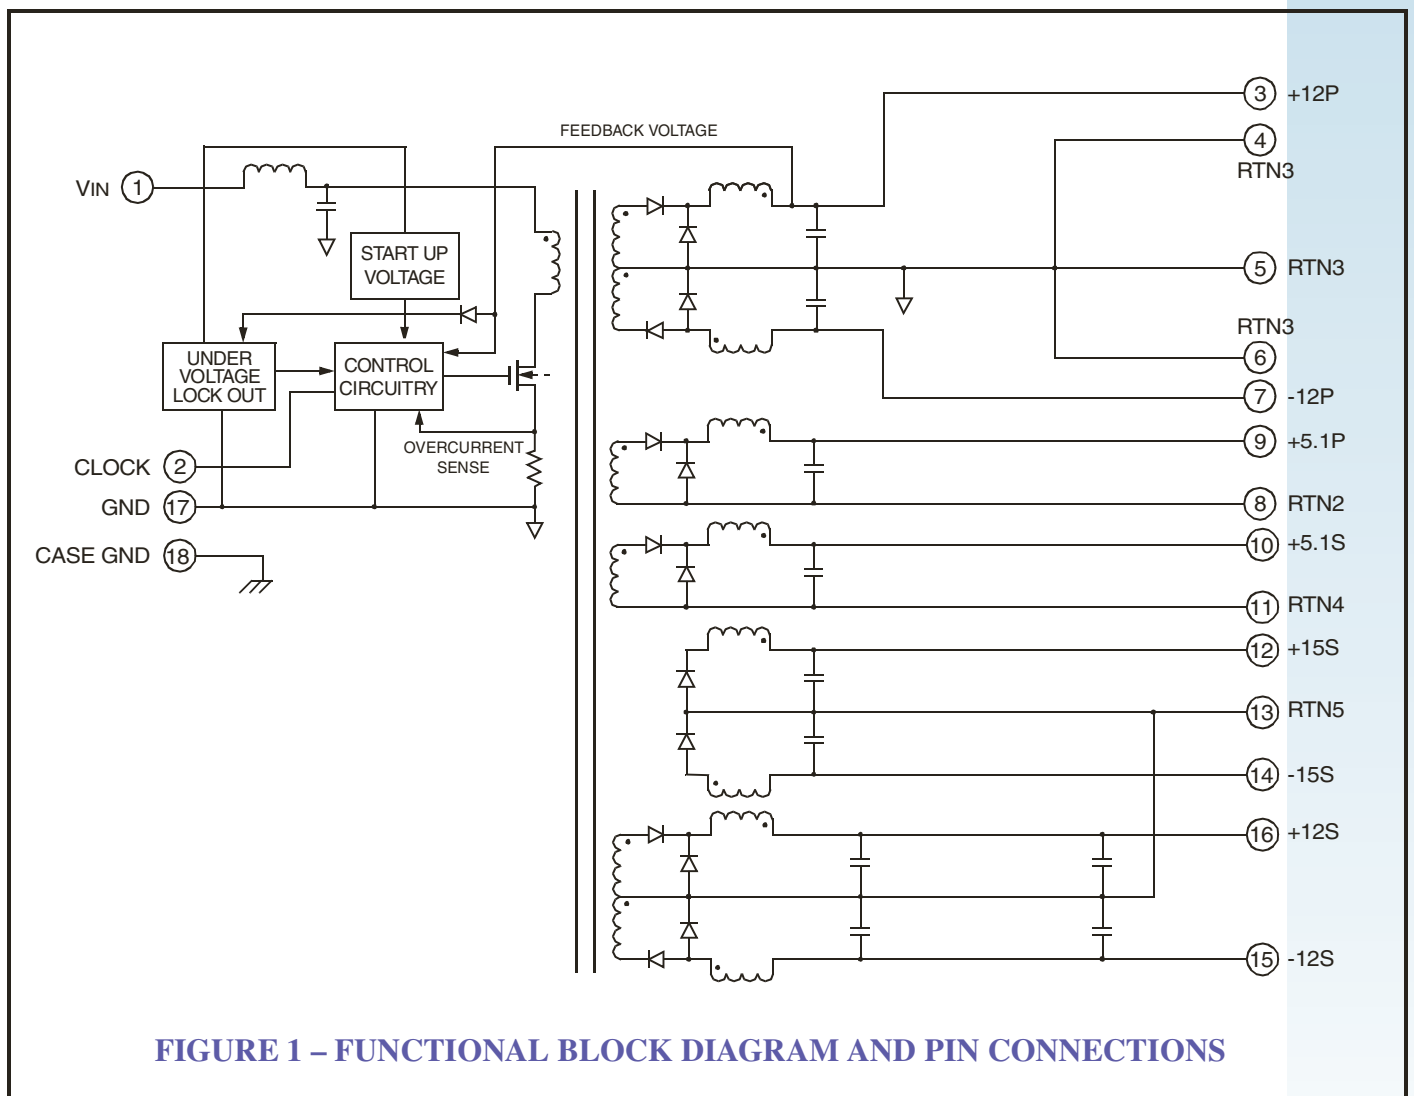 FEEDBACK VOLTAGE
VIN 1
START UP
VOLTAGE
UNDER
VOLTAGE
LOCK OUT
CONTROL
CIRCUITRY
OVERCURRENT
SENSE
CLOCK 2
GND 17
CASE GND 18
3 +12P
4
RTN3
5 RTN3
RTN3
6
7 -12P
9 +5.1P
8 RTN2
10 +5.1S
11 RTN4
12 +15S
13 RTN5
14 -15S
16 +12S
15 -12S
FIGURE 1 – FUNCTIONAL BLOCK DIAGRAM AND PIN CONNECTIONS